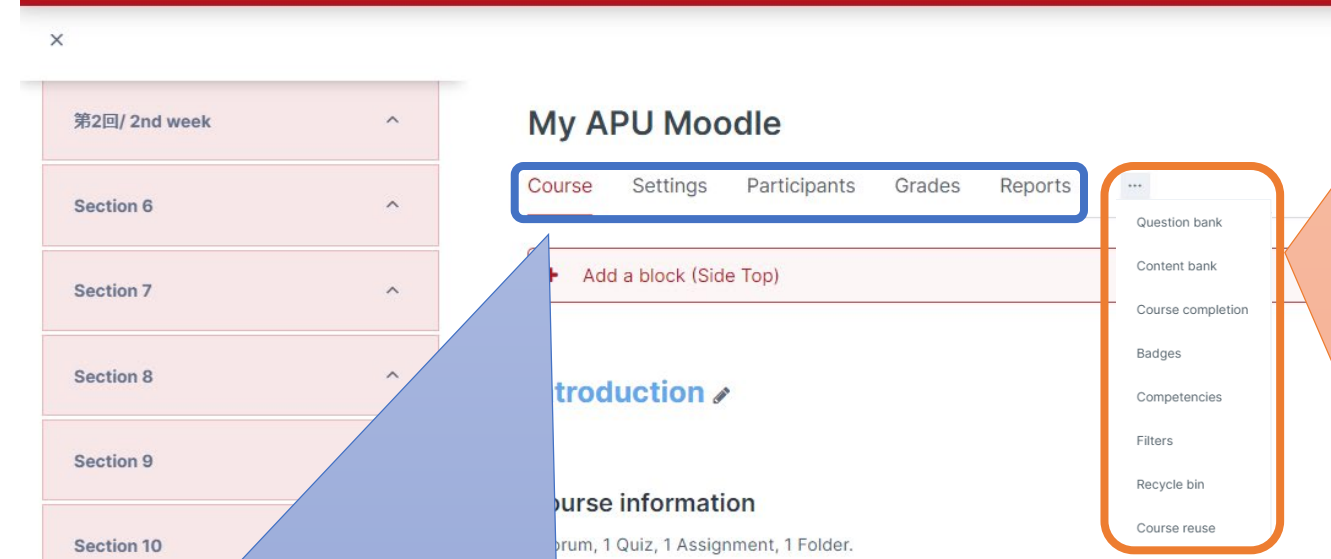 ×
第2回/ 2nd week
Section 6
Section 7
Section 8
Section 9
Section 10
My APU Moodle
Course Settings Participants Grades Reports
...
Question bank
Content bank
Course completion
Badges
Competencies
Filters
Recycle bin
Course reuse
Add a block (Side Top)
troduction
urse information
rum, 1 Quiz, 1 Assignment, 1 Folder.